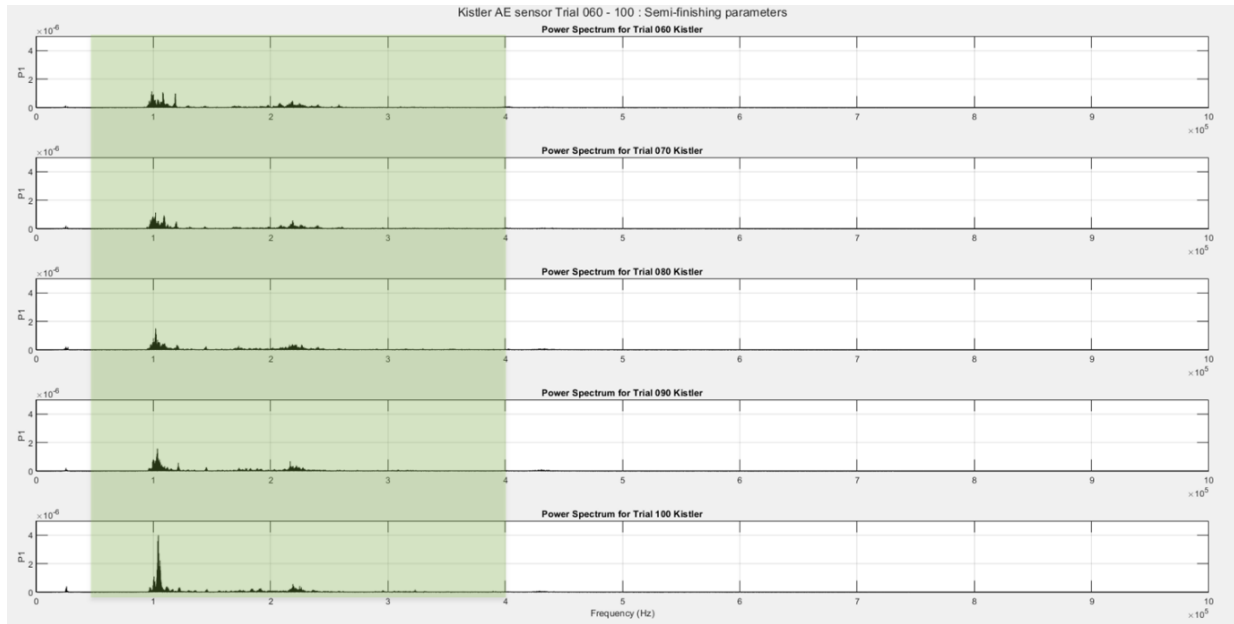 Kistler AE sensor Trial 060 - 100 : Semi-finishing parameters
×10⁻⁶
Power Spectrum for Trial 060 Kistler
4
2
0
P1
0 1 2 3 4 5 6 7 8 9 10
×10⁵
×10⁻⁶
Power Spectrum for Trial 070 Kistler
4
2
0
P1
0 1 2 3 4 5 6 7 8 9 10
×10⁵
×10⁻⁶
Power Spectrum for Trial 080 Kistler
4
2
0
P1
0 1 2 3 4 5 6 7 8 9 10
×10⁵
×10⁻⁶
Power Spectrum for Trial 090 Kistler
4
2
0
P1
0 1 2 3 4 5 6 7 8 9 10
×10⁵
×10⁻⁶
Power Spectrum for Trial 100 Kistler
4
2
0
P1
0 1 2 3 4 5 6 7 8 9 10
Frequency (Hz)
×10⁵